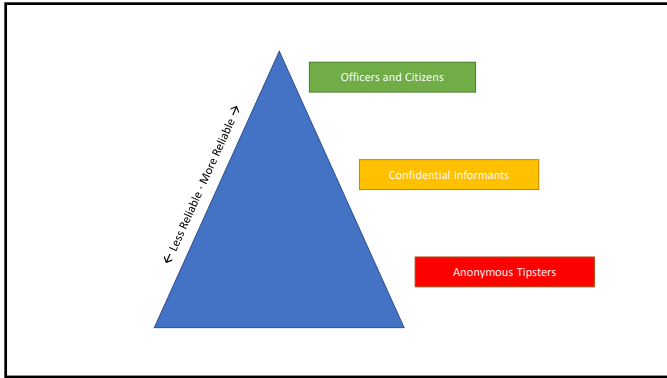 Officers and Citizens
← Less Reliable · More Reliable →
Confidential Informants
Anonymous Tipsters